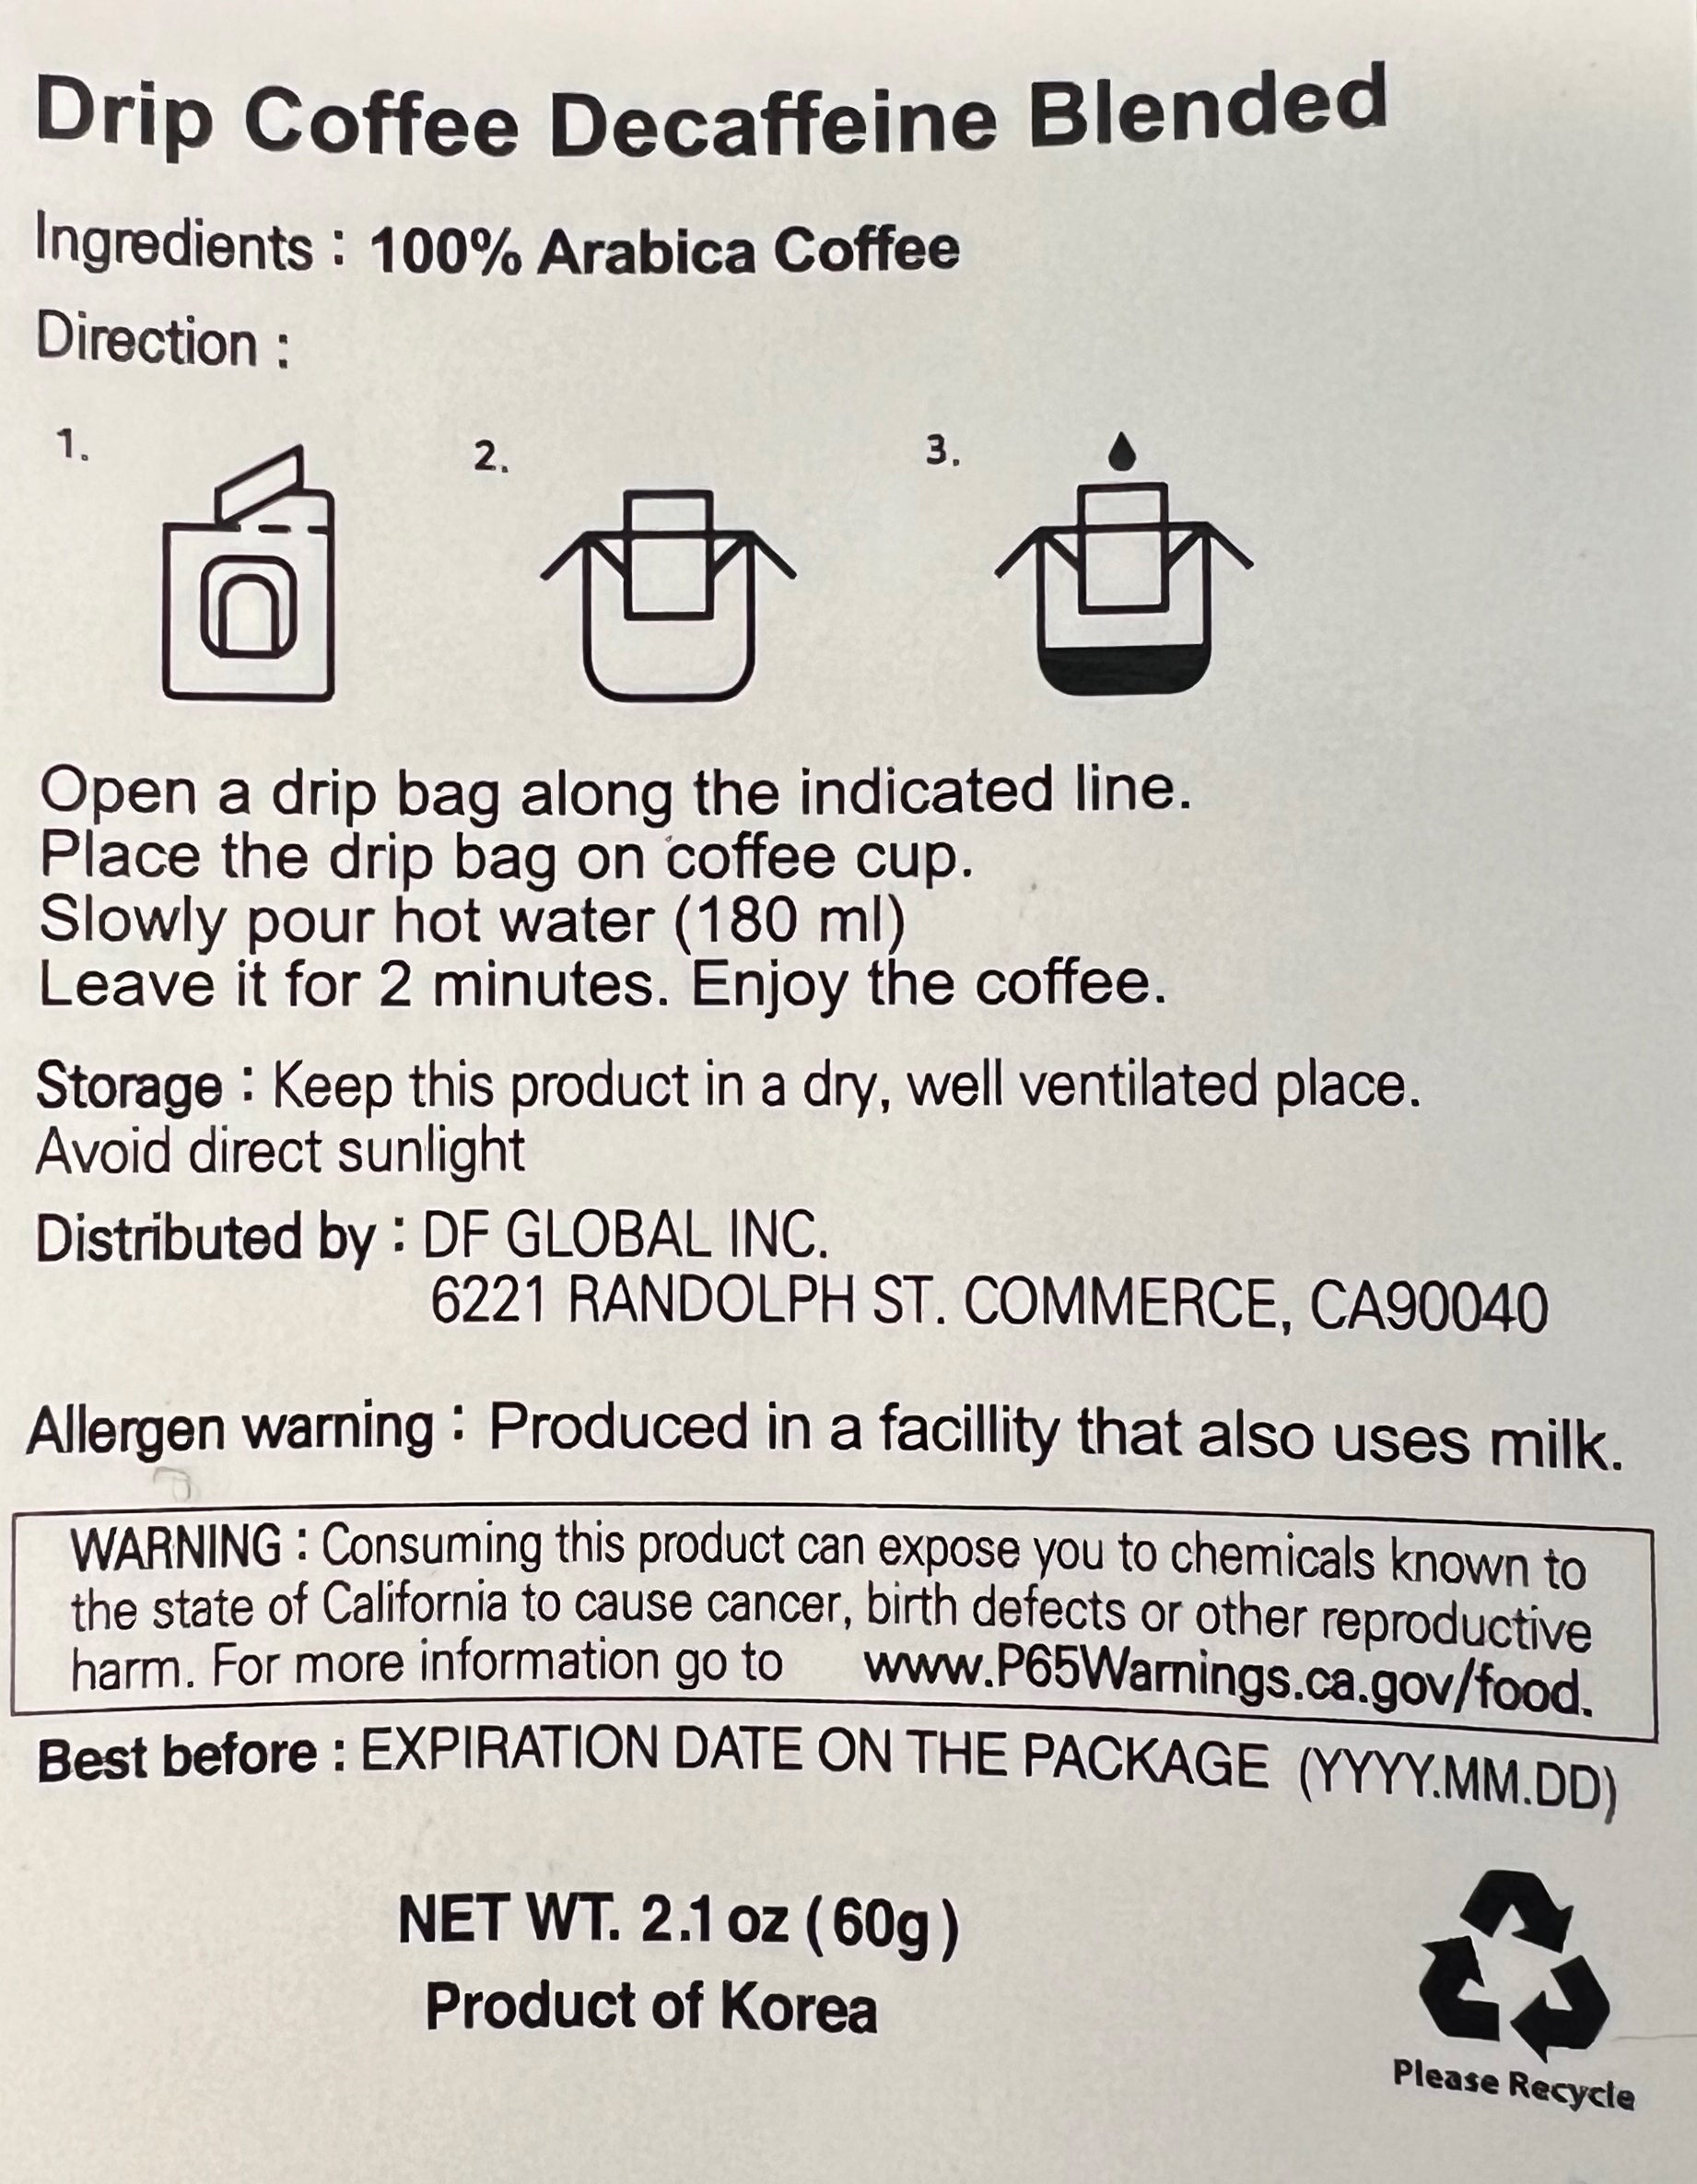 Drip Coffee Decaffeine Blended
Ingredients : 100% Arabica Coffee
Direction :
1. 2. 3.
Open a drip bag along the indicated line.
Place the drip bag on coffee cup.
Slowly pour hot water (180 ml)
Leave it for 2 minutes. Enjoy the coffee.
Storage : Keep this product in a dry, well ventilated place.
Avoid direct sunlight
Distributed by : DF GLOBAL INC.
6221 RANDOLPH ST. COMMERCE, CA90040
Allergen warning : Produced in a facillity that also uses milk.
WARNING : Consuming this product can expose you to chemicals known to
the state of California to cause cancer, birth defects or other reproductive
harm. For more information go to www.P65Warnings.ca.gov/food.
Best before : EXPIRATION DATE ON THE PACKAGE (YYYY.MM.DD)
NET WT. 2.1 oz (60g)
Product of Korea
Please Recycle